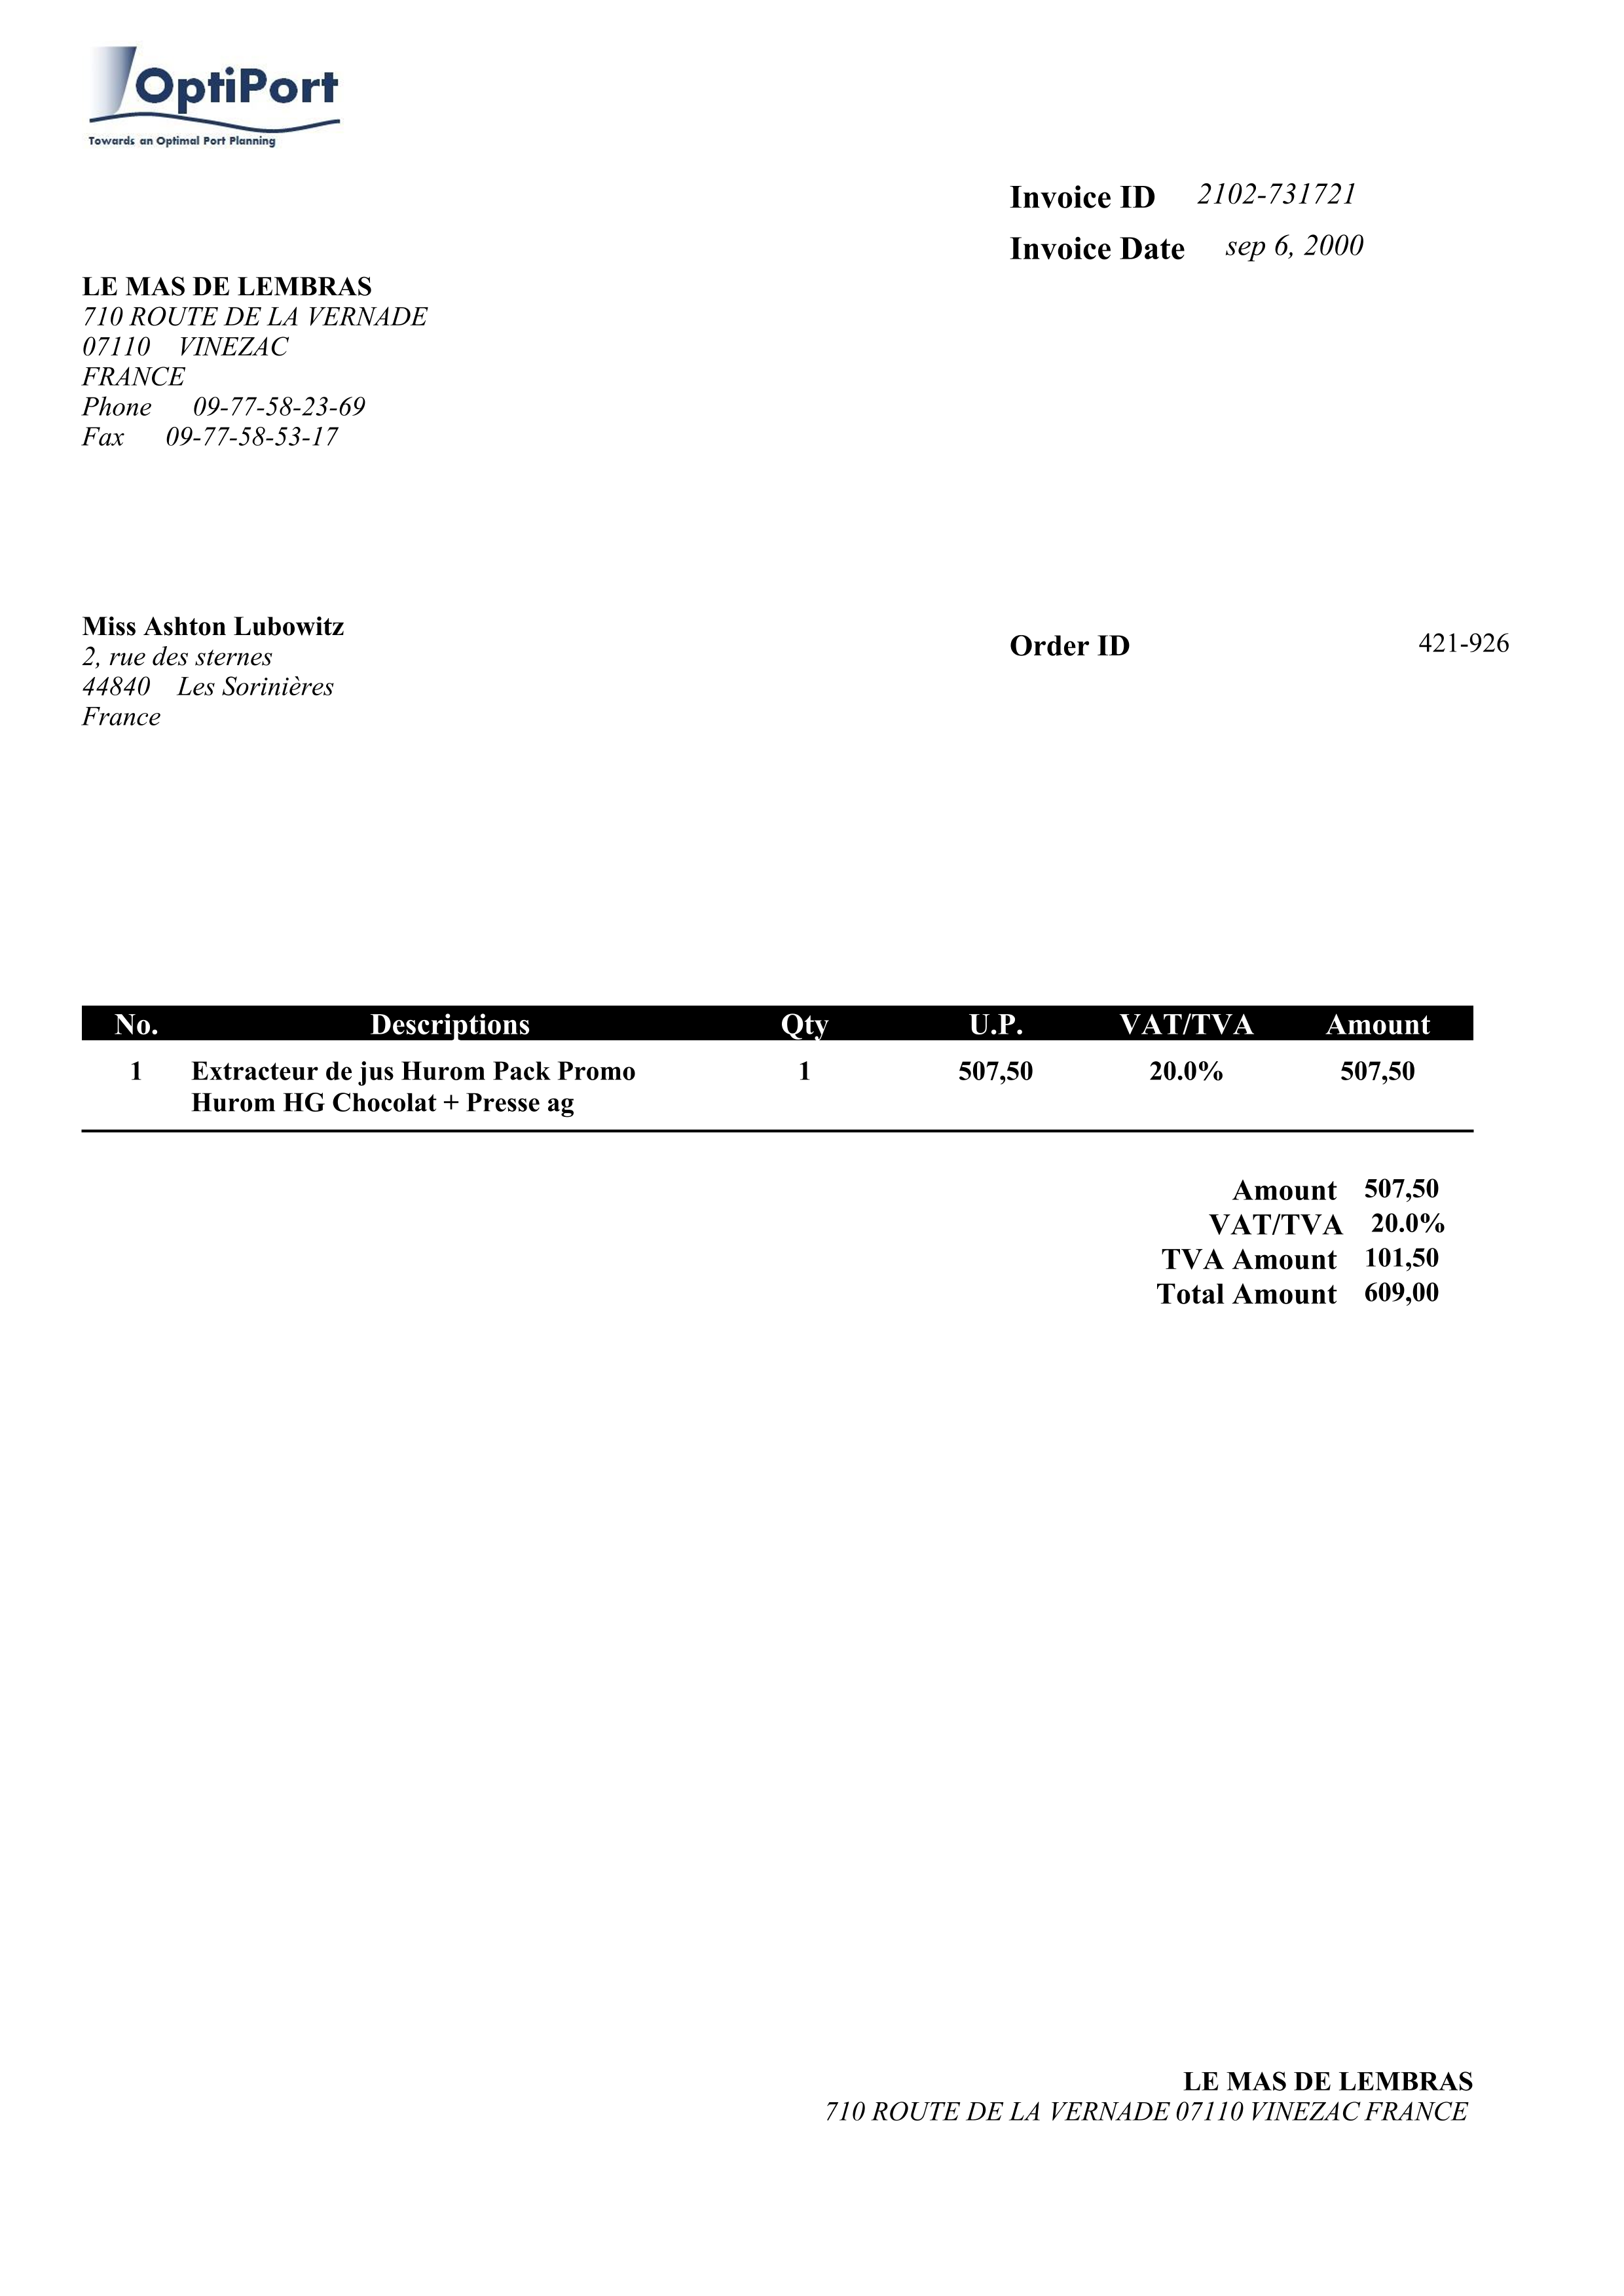 OptiPort
Towards an Optimal Port Planning
Invoice ID 2102-731721
Invoice Date sep 6, 2000
LE MAS DE LEMBRAS
710 ROUTE DE LA VERNADE
07110 VINEZAC
FRANCE
Phone 09-77-58-23-69
Fax 09-77-58-53-17
Miss Ashton Lubowitz
2, rue des sternes
44840 Les Sorinières
France
Order ID 421-926
No. Descriptions Qty U.P. VAT/TVA Amount
1 Extracteur de jus Hurom Pack Promo 1 507,50 20.0% 507,50
Hurom HG Chocolat + Presse ag
Amount 507,50
VAT/TVA 20.0%
TVA Amount 101,50
Total Amount 609,00
LE MAS DE LEMBRAS
710 ROUTE DE LA VERNADE 07110 VINEZAC FRANCE